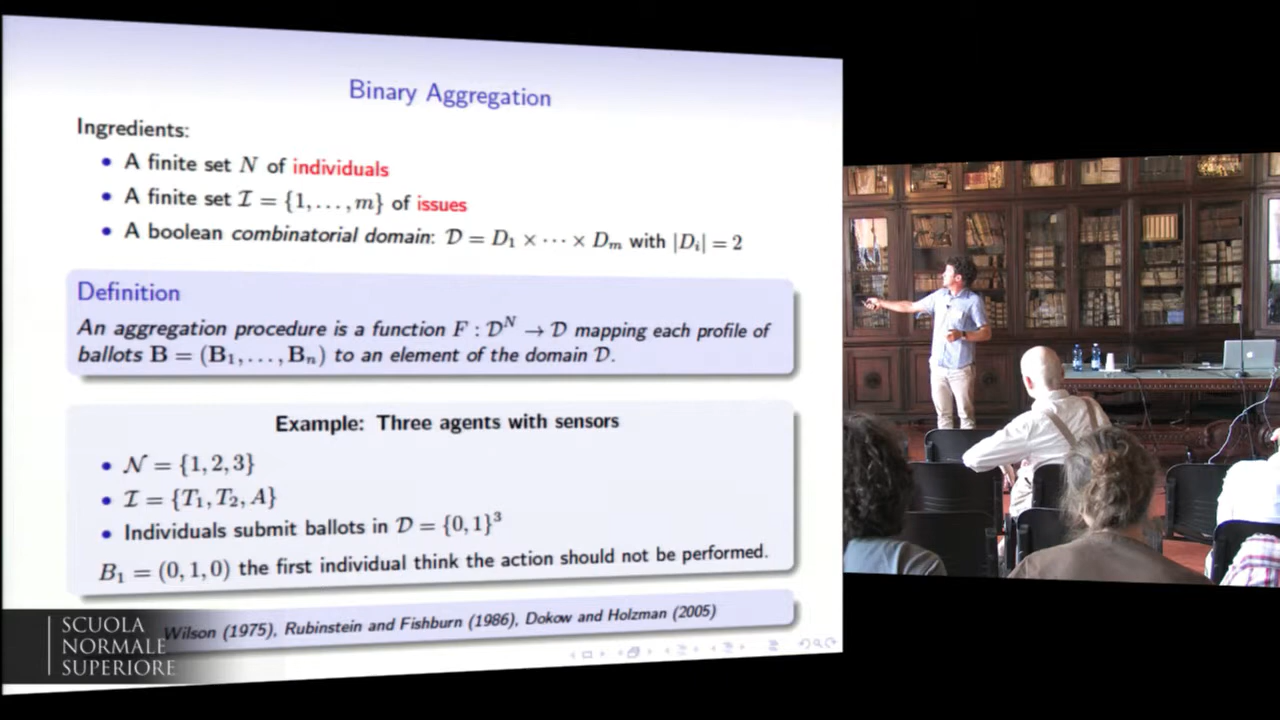 Binary Aggregation
Ingredients:
• A finite set N of individuals
• A finite set ℐ = {1, . . . , m} of issues
• A boolean combinatorial domain: 𝒟 = D₁ × · · · × Dₘ with |Dᵢ| = 2
Definition
An aggregation procedure is a function F : 𝒟ᴺ → 𝒟 mapping each profile of
ballots B = (B₁, . . . , Bₙ) to an element of the domain 𝒟.
Example: Three agents with sensors
• 𝒩 = {1, 2, 3}
• ℐ = {T₁, T₂, A}
• Individuals submit ballots in 𝒟 = {0, 1}³
B₁ = (0, 1, 0) the first individual think the action should not be performed.
Wilson (1975), Rubinstein and Fishburn (1986), Dokow and Holzman (2005)
SCUOLA
NORMALE
SUPERIORE